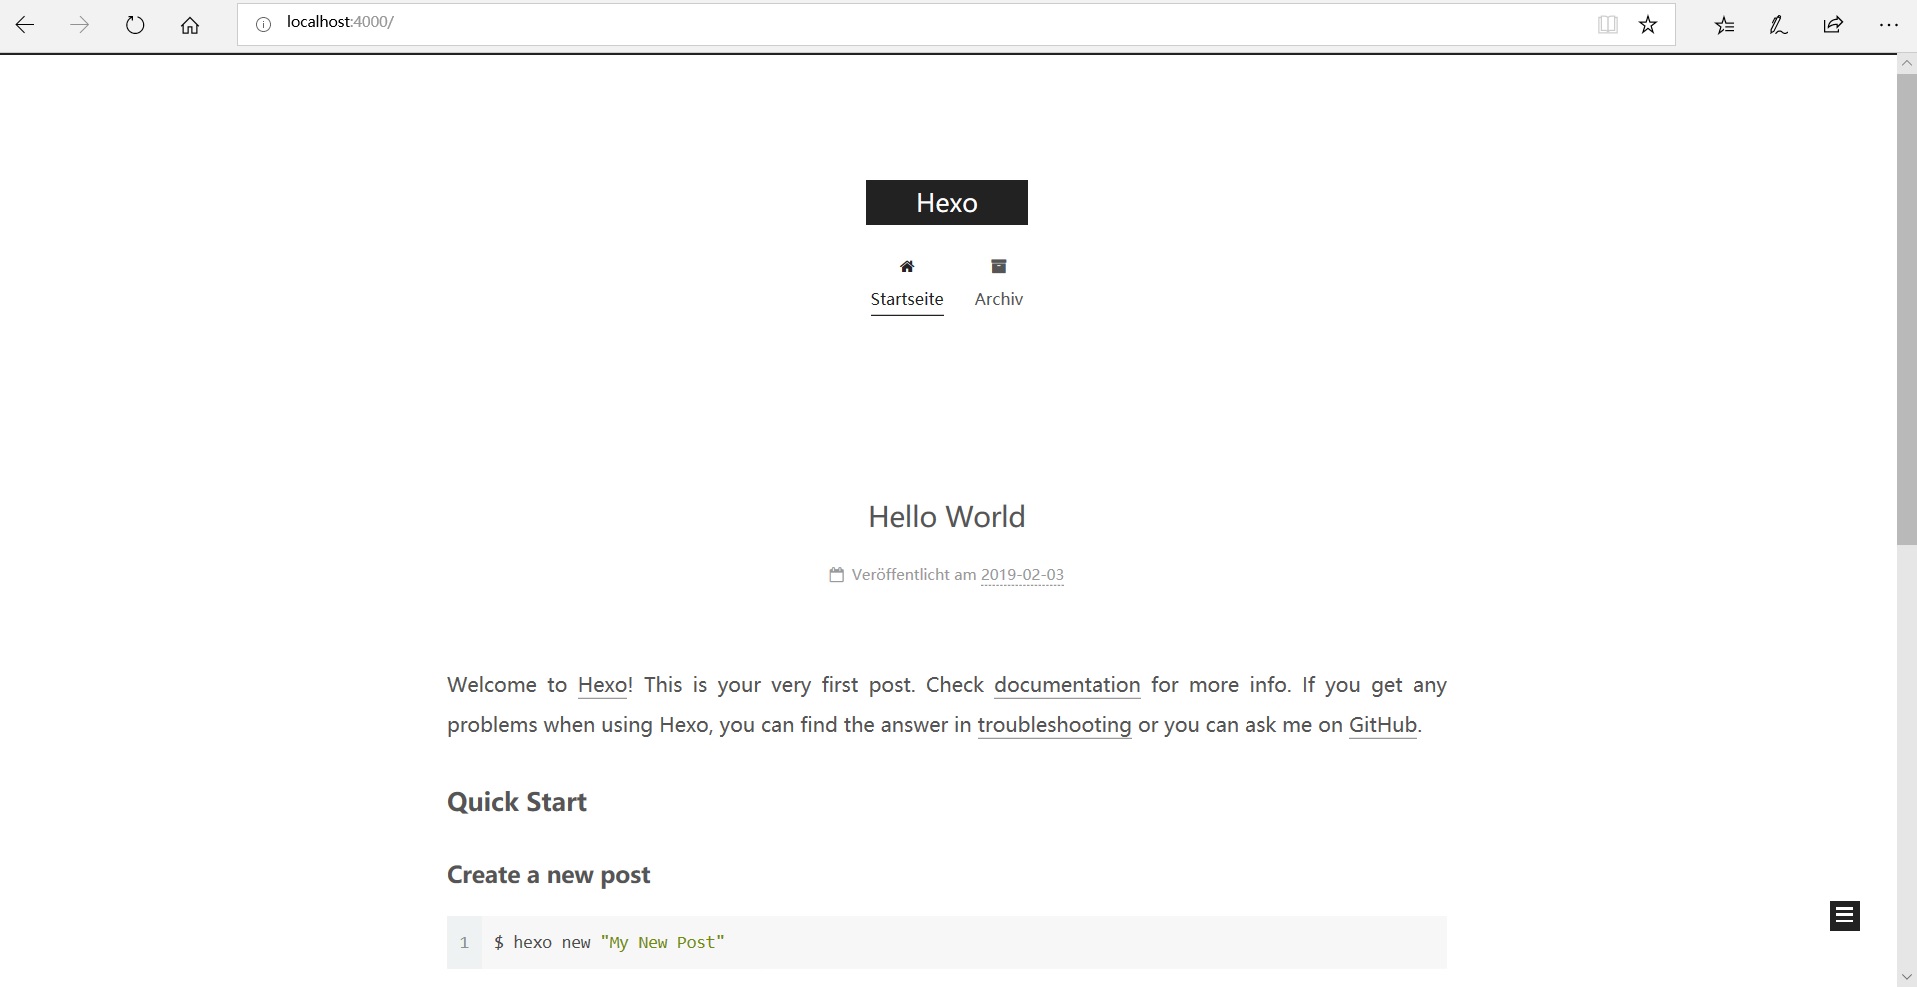 localhost:4000/
Hexo
Startseite Archiv
Hello World
Veröffentlicht am 2019-02-03
Welcome to Hexo! This is your very first post. Check documentation for more info. If you get any
problems when using Hexo, you can find the answer in troubleshooting or you can ask me on GitHub.
Quick Start
Create a new post
1 $ hexo new "My New Post"